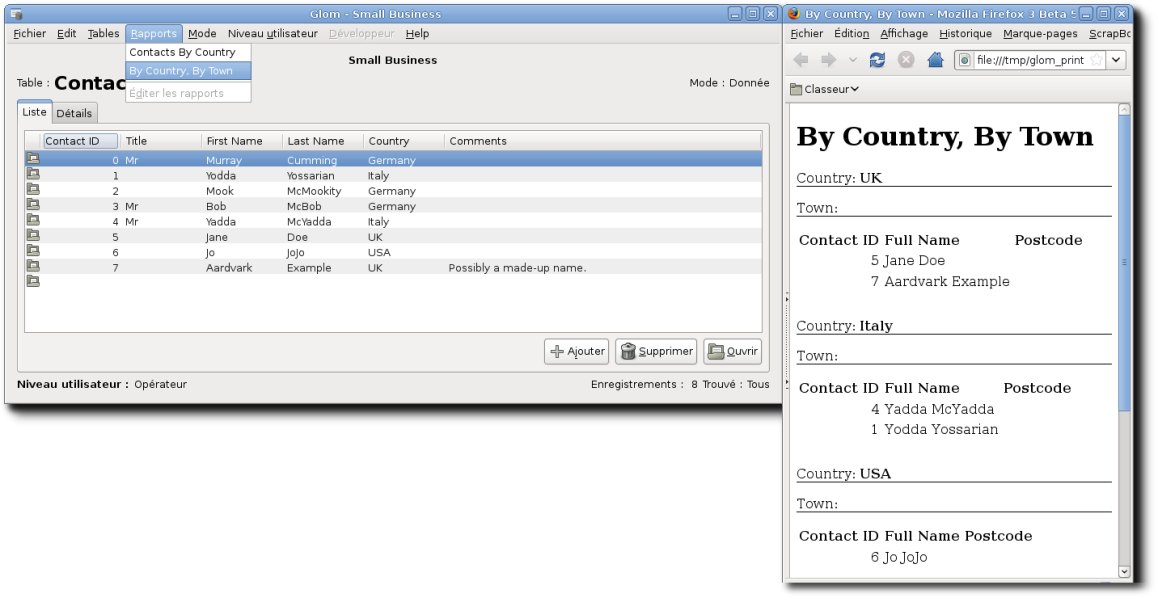 Glom - Small Business
Fichier Edit Tables Rapports Mode Niveau utilisateur Développeur Help
Contacts By Country
By Country, By Town
Éditer les rapports
Small Business
Table : Contac
Mode : Donnée
Liste Détails
Contact ID Title First Name Last Name Country Comments
0 Mr Murray Cumming Germany
1 Yodda Yossarian Italy
2 Mook McMookity Germany
3 Mr Bob McBob Germany
4 Mr Yadda McYadda Italy
5 Jane Doe UK
6 Jo JoJo USA
7 Aardvark Example UK Possibly a made-up name.
Ajouter Supprimer Ouvrir
Niveau utilisateur : Opérateur Enregistrements : 8 Trouvé : Tous
By Country, By Town - Mozilla Firefox 3 Beta 5
Fichier Édition Affichage Historique Marque-pages ScrapBo
file:///tmp/glom_print
Classeur
By Country, By Town
Country: UK
Town:
Contact ID Full Name Postcode
5 Jane Doe
7 Aardvark Example
Country: Italy
Town:
Contact ID Full Name Postcode
4 Yadda McYadda
1 Yodda Yossarian
Country: USA
Town:
Contact ID Full Name Postcode
6 Jo JoJo